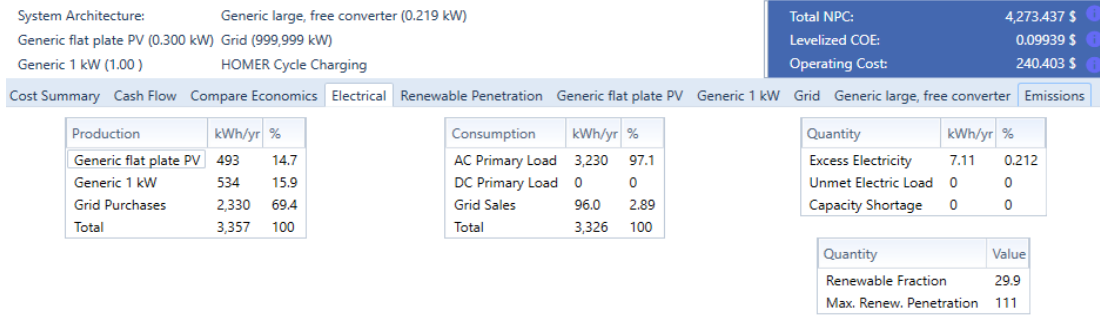 System Architecture: Generic large, free converter (0.219 kW)
Generic flat plate PV (0.300 kW) Grid (999,999 kW)
Generic 1 kW (1.00 ) HOMER Cycle Charging
Total NPC: 4,273.437 $
Levelized COE: 0.09939 $
Operating Cost: 240.403 $
Cost Summary Cash Flow Compare Economics Electrical Renewable Penetration Generic flat plate PV Generic 1 kW Grid Generic large, free converter Emissions
Production kWh/yr %
Generic flat plate PV 493 14.7
Generic 1 kW 534 15.9
Grid Purchases 2,330 69.4
Total 3,357 100
Consumption kWh/yr %
AC Primary Load 3,230 97.1
DC Primary Load 0 0
Grid Sales 96.0 2.89
Total 3,326 100
Quantity kWh/yr %
Excess Electricity 7.11 0.212
Unmet Electric Load 0 0
Capacity Shortage 0 0
Quantity Value
Renewable Fraction 29.9
Max. Renew. Penetration 111